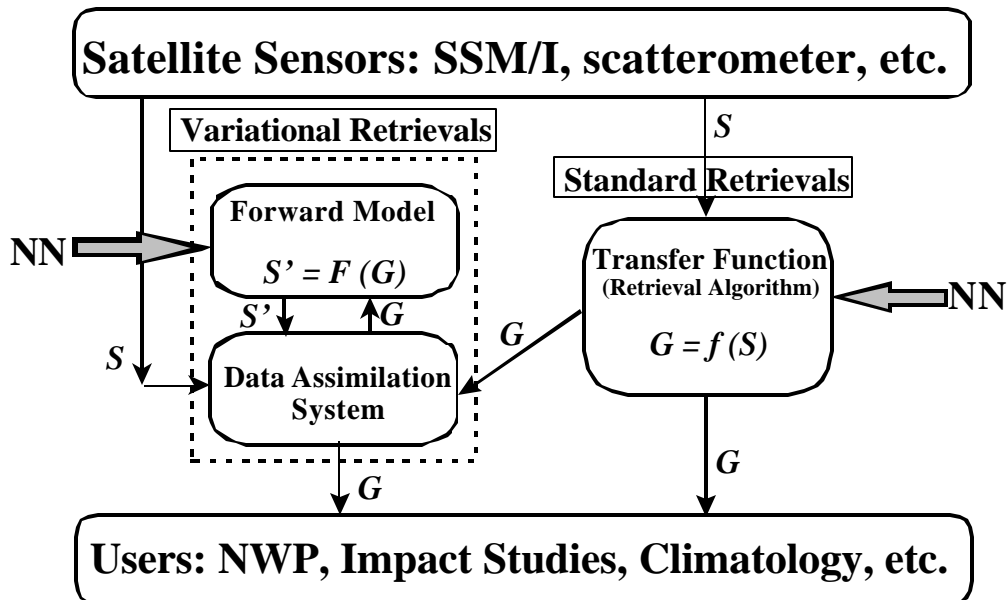 Satellite Sensors: SSM/I, scatterometer, etc.
S
Variational Retrievals
Standard Retrievals
Forward Model
S’ = F (G)
NN
Transfer Function
(Retrieval Algorithm)
G = f (S)
NN
S’
G
G
S
Data Assimilation
System
G
G
Users: NWP, Impact Studies, Climatology, etc.